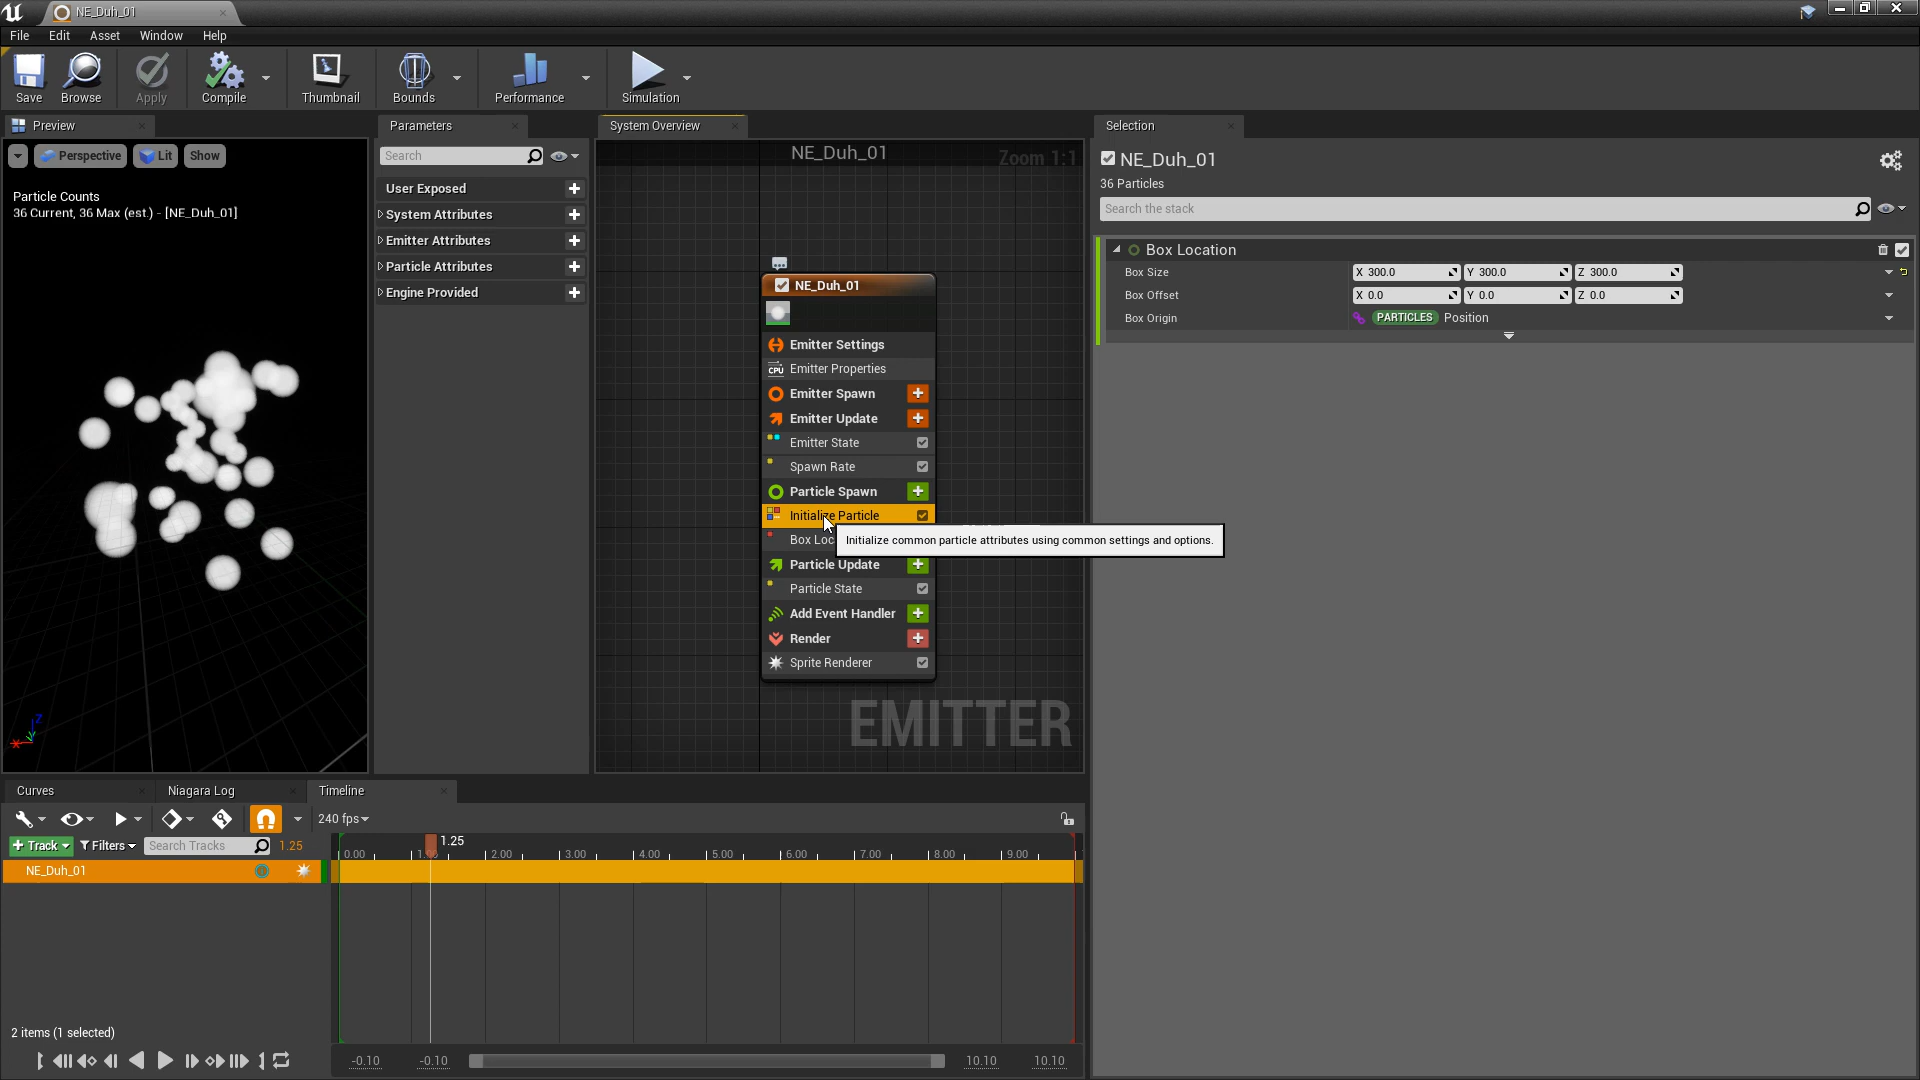 NE_Duh_01
File Edit Asset Window Help
Save Browse Apply Compile Thumbnail Bounds Performance Simulation
Preview
Perspective Lit Show
Particle Counts
36 Current, 36 Max (est.) - [NE_Duh_01]
Z
Parameters
Search
User Exposed
System Attributes
Emitter Attributes
Particle Attributes
Engine Provided
System Overview
NE_Duh_01
Zoom 1:1
NE_Duh_01
Emitter Settings
CPU Emitter Properties
Emitter Spawn
Emitter Update
Emitter State
Spawn Rate
Particle Spawn
Initialize Particle
Box Loc
Initialize common particle attributes using common settings and options.
Particle Update
Particle State
Add Event Handler
Render
Sprite Renderer
EMITTER
Selection
NE_Duh_01
36 Particles
Search the stack
Box Location
Box Size X 300.0 Y 300.0 Z 300.0
Box Offset X 0.0 Y 0.0 Z 0.0
Box Origin PARTICLES Position
Curves Niagara Log Timeline
240 fps
Track Filters Search Tracks 1.25
1.25
0.00 1.00 2.00 3.00 4.00 5.00 6.00 7.00 8.00 9.00
NE_Duh_01
2 items (1 selected)
-0.10 -0.10 10.10 10.10